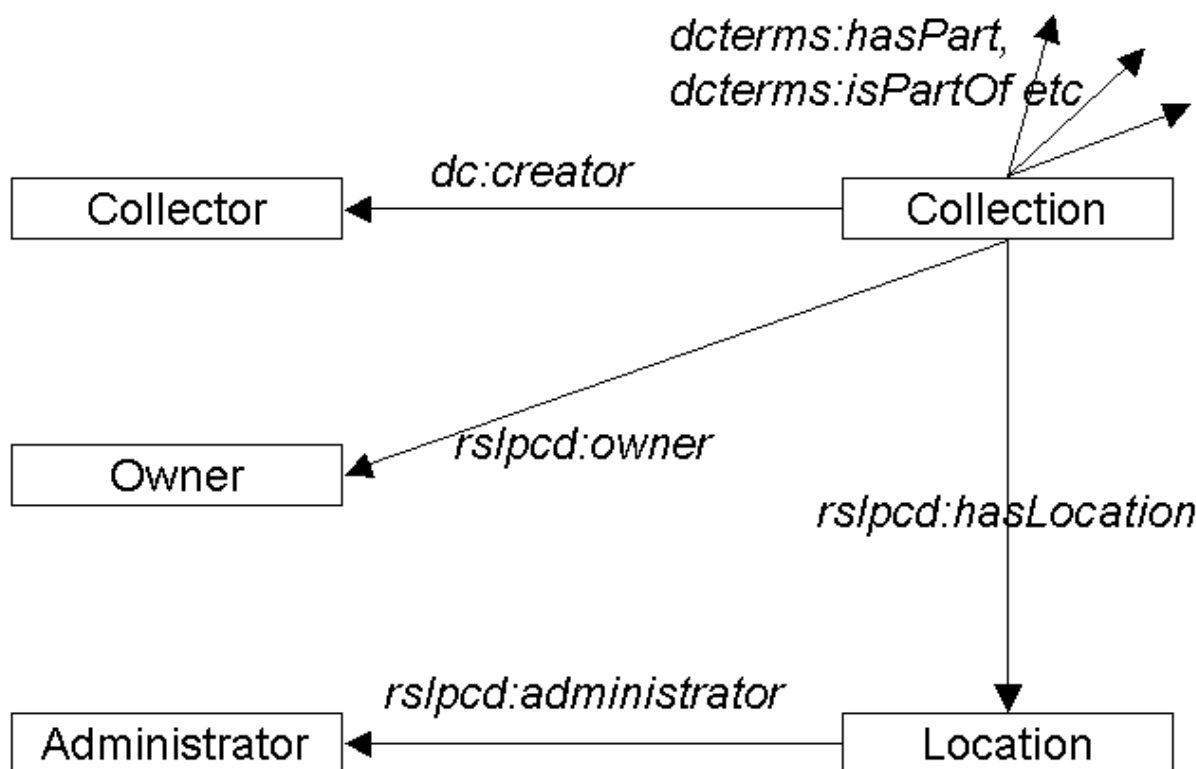 dcterms:hasPart,
dcterms:isPartOf etc
dc:creator
Collector
Collection
rslpcd:owner
Owner
rslpcd:hasLocation
rslpcd:administrator
Administrator
Location